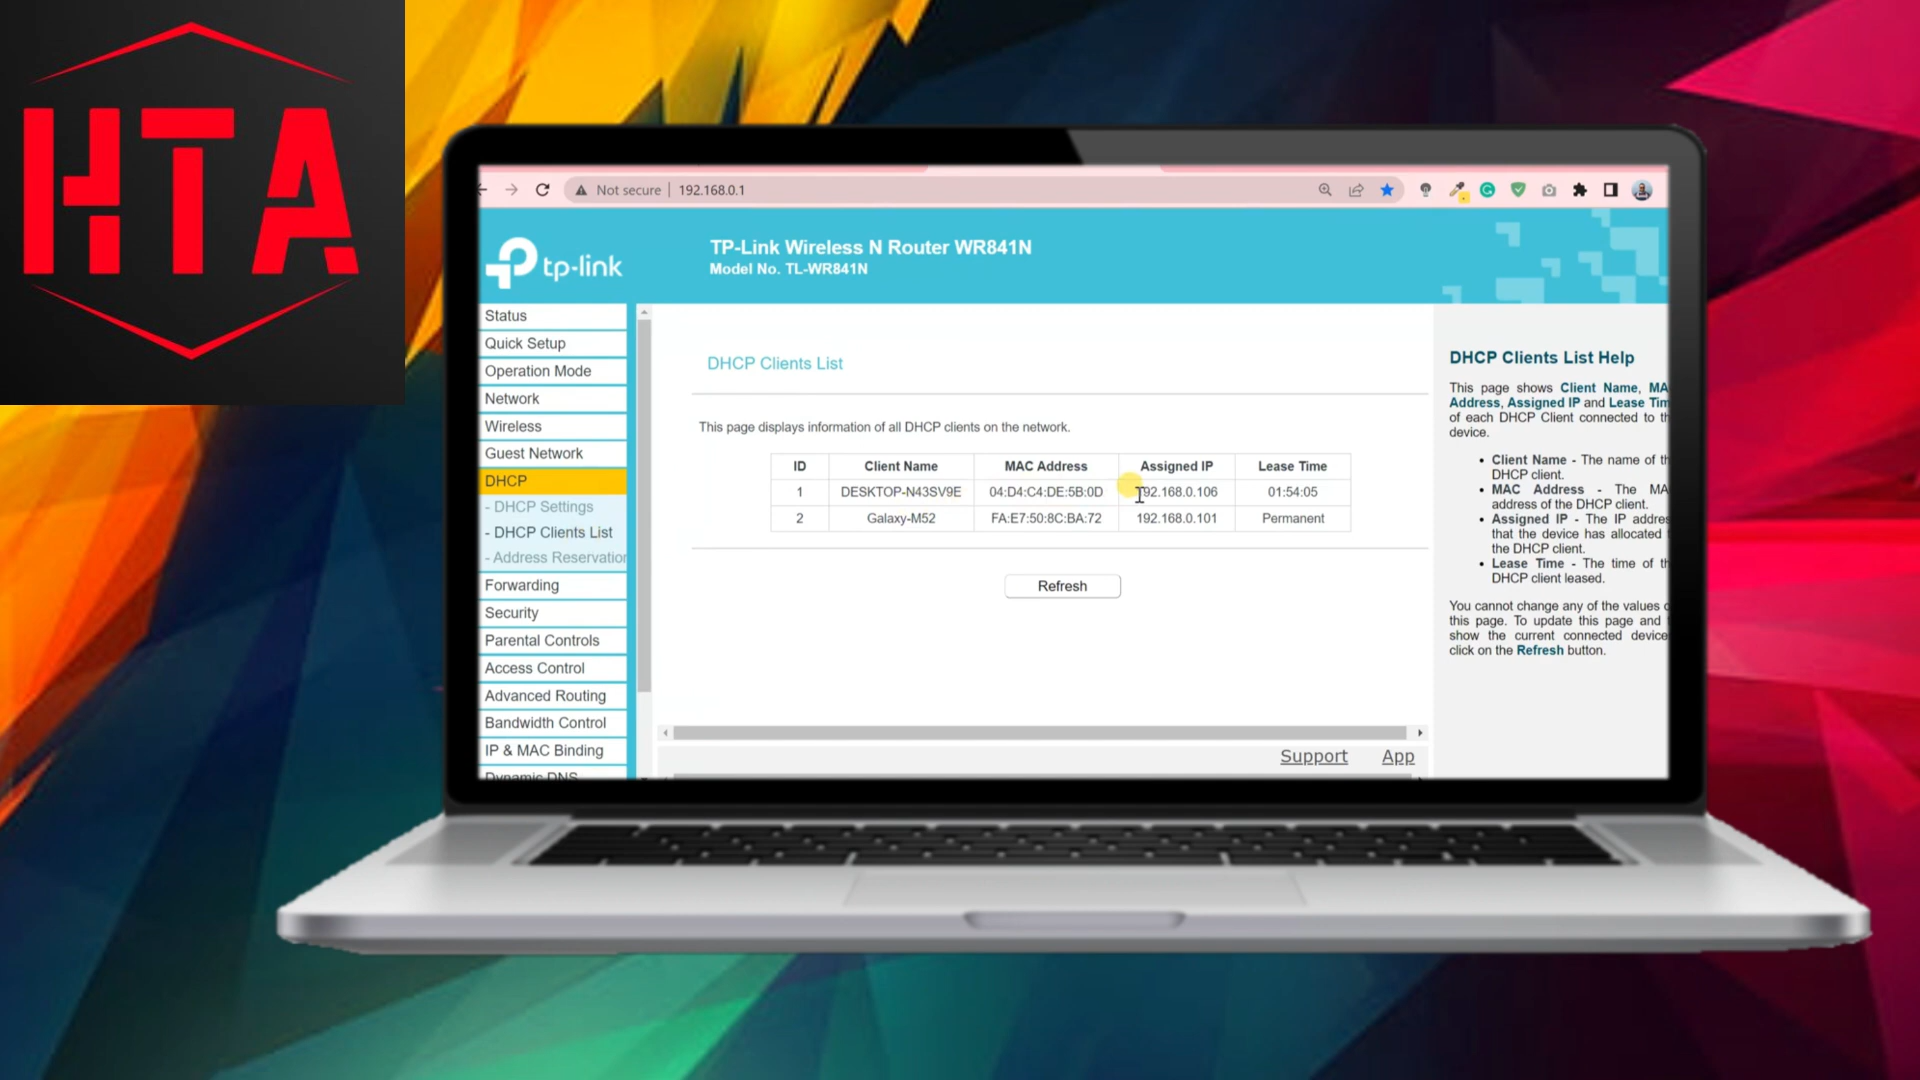 HTA
Not secure | 192.168.0.1
tp-link
TP-Link Wireless N Router WR841N
Model No. TL-WR841N
Status
Quick Setup
Operation Mode
Network
Wireless
Guest Network
DHCP
- DHCP Settings
- DHCP Clients List
- Address Reservation
Forwarding
Security
Parental Controls
Access Control
Advanced Routing
Bandwidth Control
IP & MAC Binding
Dynamic DNS
DHCP Clients List
This page displays information of all DHCP clients on the network.
ID Client Name MAC Address Assigned IP Lease Time
1 DESKTOP-N43SV9E 04:D4:C4:DE:5B:0D 192.168.0.106 01:54:05
2 Galaxy-M52 FA:E7:50:8C:BA:72 192.168.0.101 Permanent
Refresh
Support App
DHCP Clients List Help
This page shows Client Name, MA
Address, Assigned IP and Lease Tim
of each DHCP Client connected to th
device.
• Client Name - The name of th
DHCP client.
• MAC Address - The MA
address of the DHCP client.
• Assigned IP - The IP addres
that the device has allocated
the DHCP client.
• Lease Time - The time of th
DHCP client leased.
You cannot change any of the values o
this page. To update this page and
show the current connected device
click on the Refresh button.